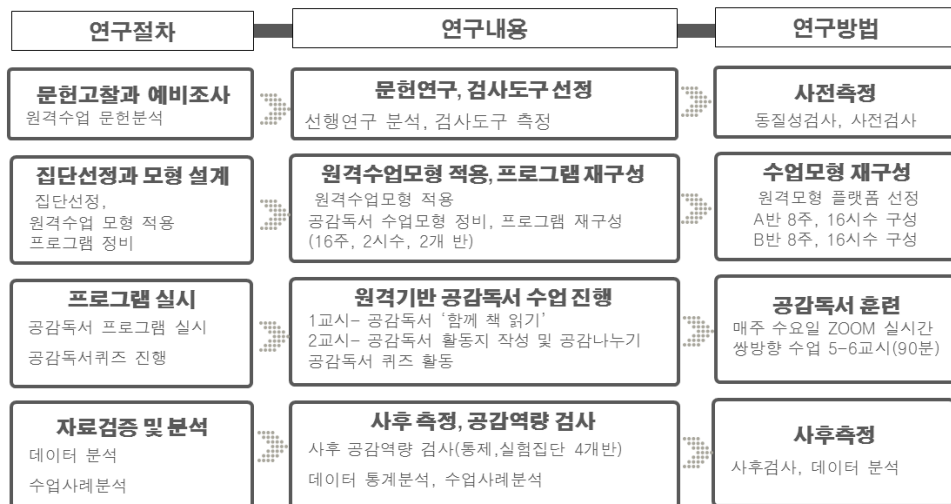 연구절차
연구내용
연구방법
문헌고찰과 예비조사
원격수업 문헌분석
문헌연구, 검사도구 선정
선행연구 분석, 검사도구 측정
사전측정
동질성검사, 사전검사
집단선정과 모형 설계
집단선정,
원격수업 모형 적용
프로그램 정비
원격수업모형 적용, 프로그램 재구성
원격수업모형 적용
공감독서 수업모형 정비, 프로그램 재구성
(16주, 2시수, 2개 반)
수업모형 재구성
원격모형 플랫폼 선정
A반 8주, 16시수 구성
B반 8주, 16시수 구성
프로그램 실시
공감독서 프로그램 실시
공감독서퀴즈 진행
원격기반 공감독서 수업 진행
1교시- 공감독서 ‘함께 책 읽기’
2교시- 공감독서 활동지 작성 및 공감나누기
공감독서 퀴즈 활동
공감독서 훈련
매주 수요일 ZOOM 실시간
쌍방향 수업 5-6교시(90분)
자료검증 및 분석
데이터 분석
수업사례분석
사후 측정, 공감역량 검사
사후 공감역량 검사(통제,실험집단 4개반)
데이터 통계분석, 수업사례분석
사후측정
사후검사, 데이터 분석